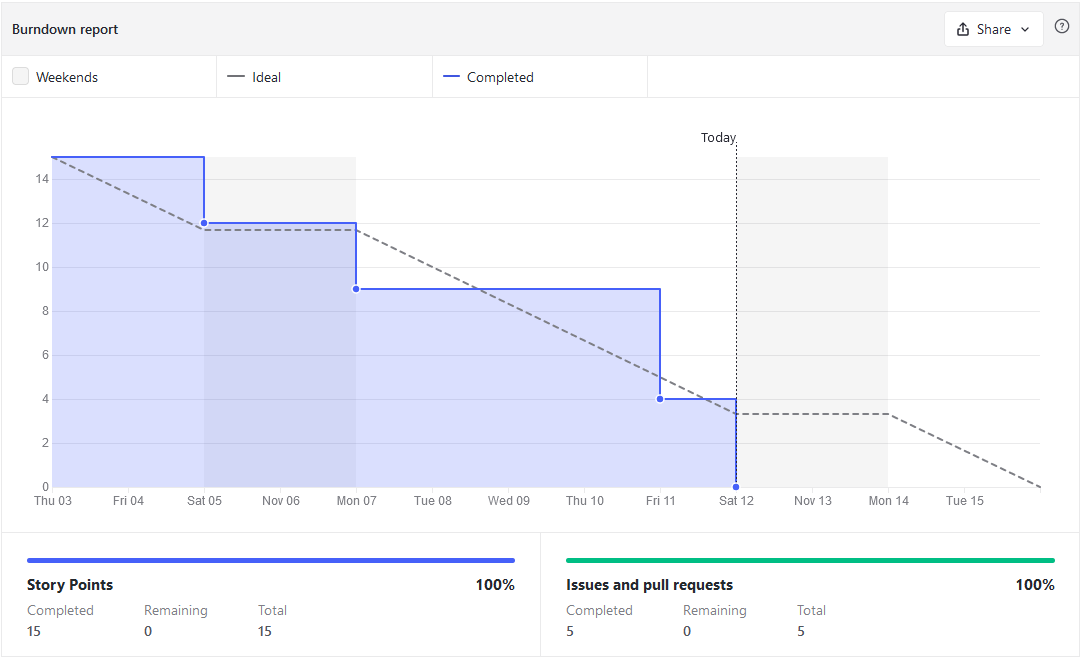 Burndown report
Share
Weekends
Ideal
Completed
Today
14
12
10
8
6
4
2
0
Thu 03 Fri 04 Sat 05 Nov 06 Mon 07 Tue 08 Wed 09 Thu 10 Fri 11 Sat 12 Nov 13 Mon 14 Tue 15
Story Points 100%
Completed Remaining Total
15 0 15
Issues and pull requests 100%
Completed Remaining Total
5 0 5